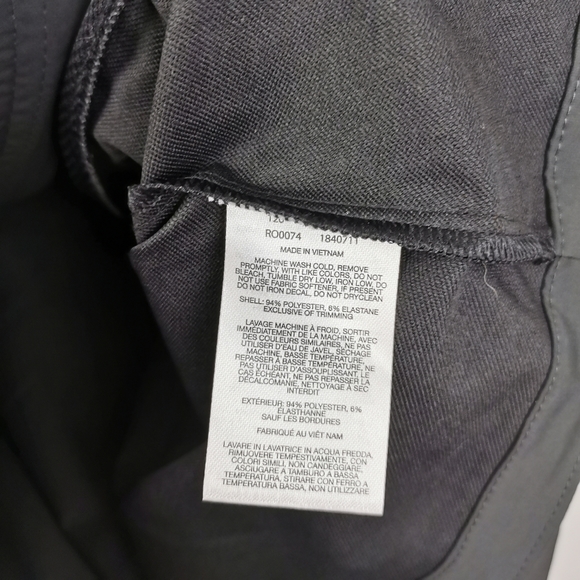 RO0074 1840711
MADE IN VIETNAM
MACHINE WASH COLD, REMOVE
PROMPTLY, WITH LIKE COLORS, DO NOT
BLEACH, TUMBLE DRY LOW, IRON LOW, DO
NOT USE FABRIC SOFTENER, IF PRESENT
DO NOT IRON DECAL, DO NOT DRYCLEAN
SHELL: 94% POLYESTER, 6% ELASTANE
EXCLUSIVE OF TRIMMING
LAVAGE MACHINE À FROID, SORTIR
IMMÉDIATEMENT DE LA MACHINE, AVEC
DES COULEURS SIMILAIRES, NE PAS
UTILISER D'EAU DE JAVEL, SÉCHAGE
MACHINE, BASSE TEMPÉRATURE,
REPASSAGE, BASSE TEMPÉRATURE, NE
PAS UTILISER D'ASSOUPLISSANT, LE
CAS ÉCHÉANT, NE PAS REPASSER LA
DÉCALCOMANIE, NETTOYAGE À SEC
INTERDIT
EXTÉRIEUR: 94% POLYESTER, 6%
ÉLASTHANNE
SAUF LES BORDURES
FABRIQUÉ AU VIÊT NAM
LAVARE IN LAVATRICE IN ACQUA FREDDA,
RIMUOVERE TEMPESTIVAMENTE, CON
COLORI SIMILI NON CANDEGGIARE,
ASCIUGARE A TAMBURO A BASSA
TEMPERATURA, STIRARE CON FERRO A
TEMPERATURA BASSA, NON UTILIZZARE